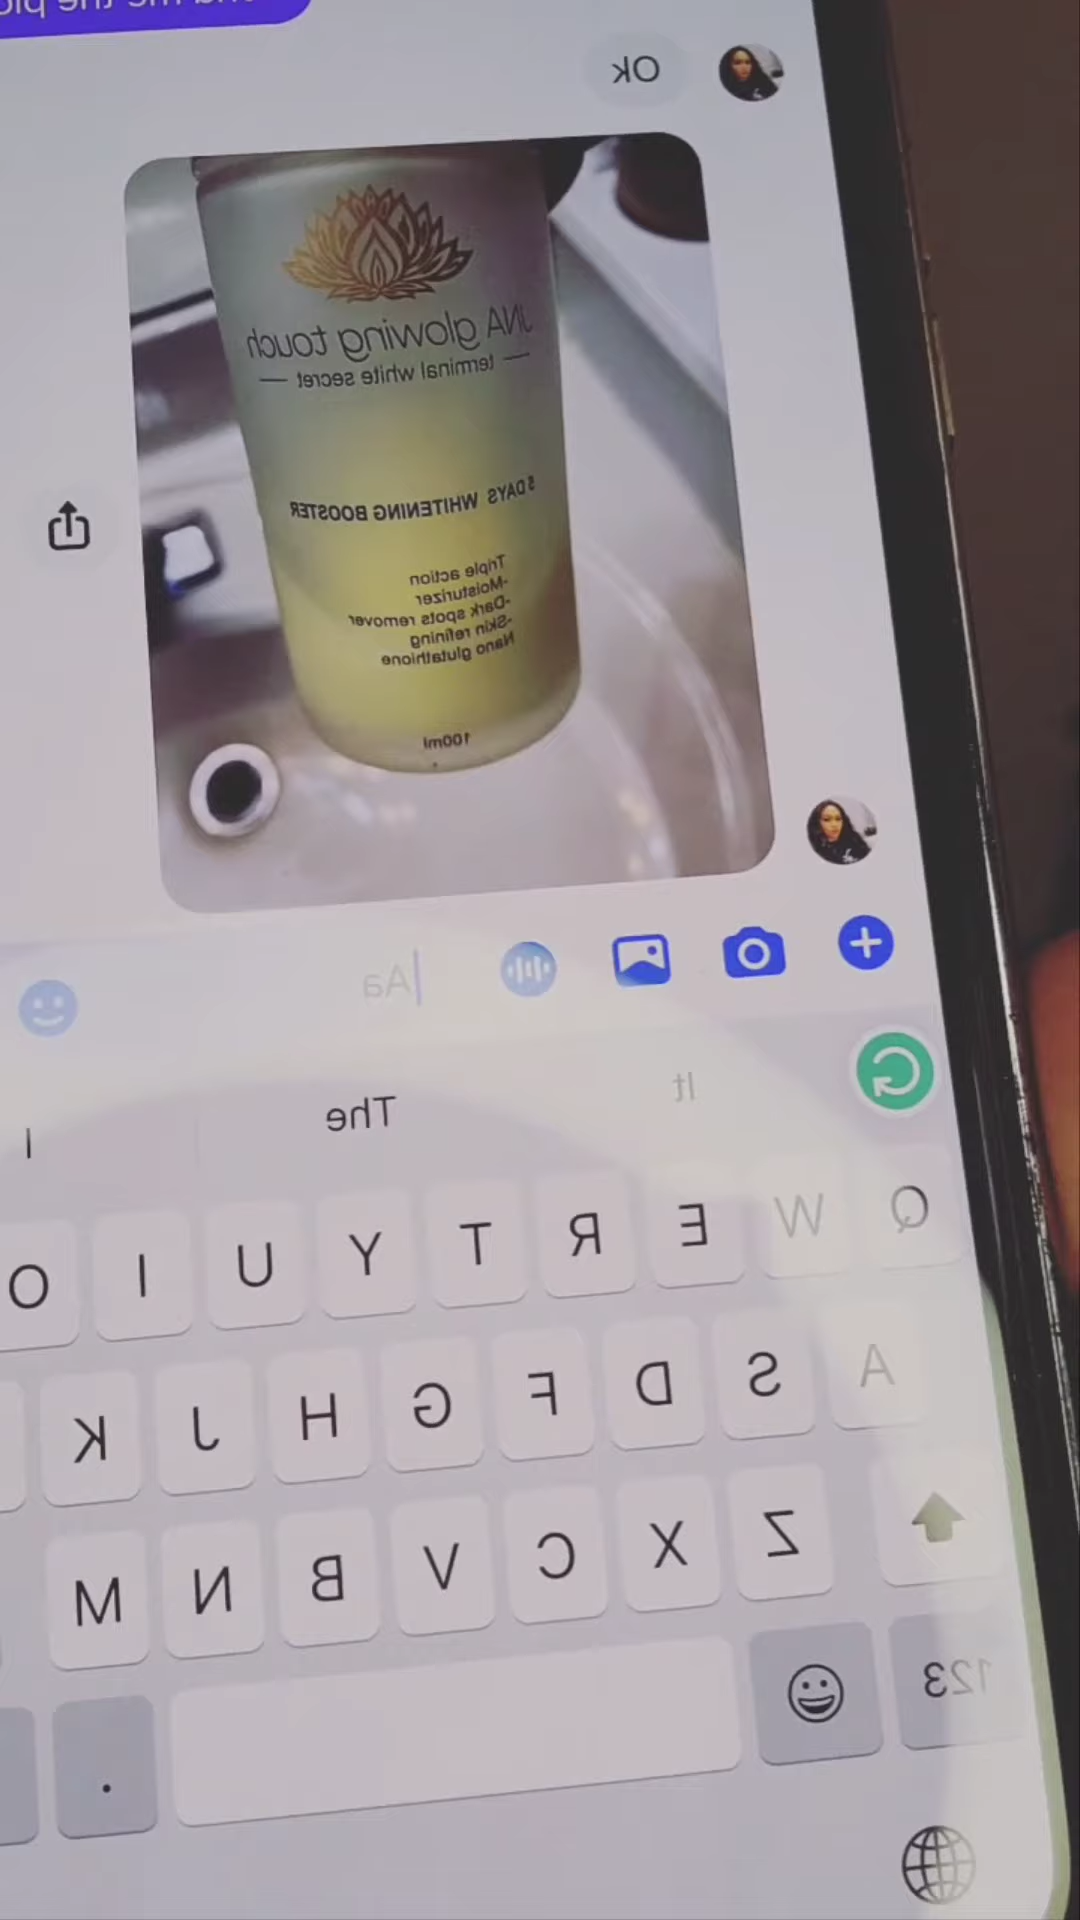 Ok
JNA glowing touch
teminal white secret
5 DAYS WHITENING BOOSTER
Triple action
-Moisturizer
-Dark spots remover
-Skin refining
Nano glutathione
100ml
Aa
It The I
Q W E R T Y U I O
A S D F G H J K
Z X C V B N M
123 .